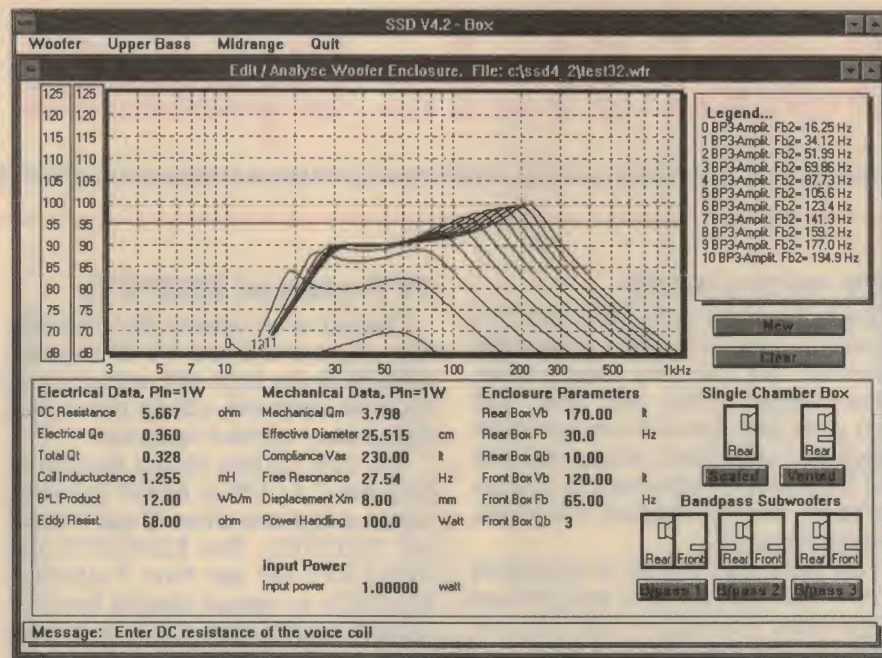 SSD V4.2 - Box
Woofer Upper Bass Midrange Quit
Edit / Analyse Woofer Enclosure. File: c:\ssd4_2\test32.wfr
125 125
120 120
115 115
110 110
105 105
100 100
95 95
90 90
85 85
80 80
75 75
70 70
dB dB
0 1211
3 5 7 10 30 50 100 200 300 500 1kHz
Legend...
0 BP3-Amplit. Fb2= 16.25 Hz
1 BP3-Amplit. Fb2= 34.12 Hz
2 BP3-Amplit. Fb2= 51.99 Hz
3 BP3-Amplit. Fb2= 69.86 Hz
4 BP3-Amplit. Fb2= 87.73 Hz
5 BP3-Amplit. Fb2= 105.6 Hz
6 BP3-Amplit. Fb2= 123.4 Hz
7 BP3-Amplit. Fb2= 141.3 Hz
8 BP3-Amplit. Fb2= 159.2 Hz
9 BP3-Amplit. Fb2= 177.0 Hz
10 BP3-Amplit. Fb2= 194.9 Hz
New
Clear
Electrical Data, PIn=1W
DC Resistance 5.667 ohm
Electrical Qe 0.360
Total Qt 0.328
Coil Inductuctance 1.255 mH
B*L Product 12.00 Wb/m
Eddy Resist. 68.00 ohm
Mechanical Data, PIn=1W
Mechanical Qm 3.798
Effective Diameter 25.515 cm
Compliance Vas 230.00 lt
Free Resonance 27.54 Hz
Displacement Xm 8.00 mm
Power Handling 100.0 Watt
Input Power
Input power 1.00000 watt
Enclosure Parameters
Rear Box Vb 170.00 lt
Rear Box Fb 30.0 Hz
Rear Box Qb 10.00
Front Box Vb 120.00 lt
Front Box Fb 65.00 Hz
Front Box Qb 3
Single Chamber Box
Rear Rear
Sealed Vented
Bandpass Subwoofers
Rear Front Rear Front Rear Front
B/pass 1 B/pass 2 B/pass 3
Message: Enter DC resistance of the voice coil